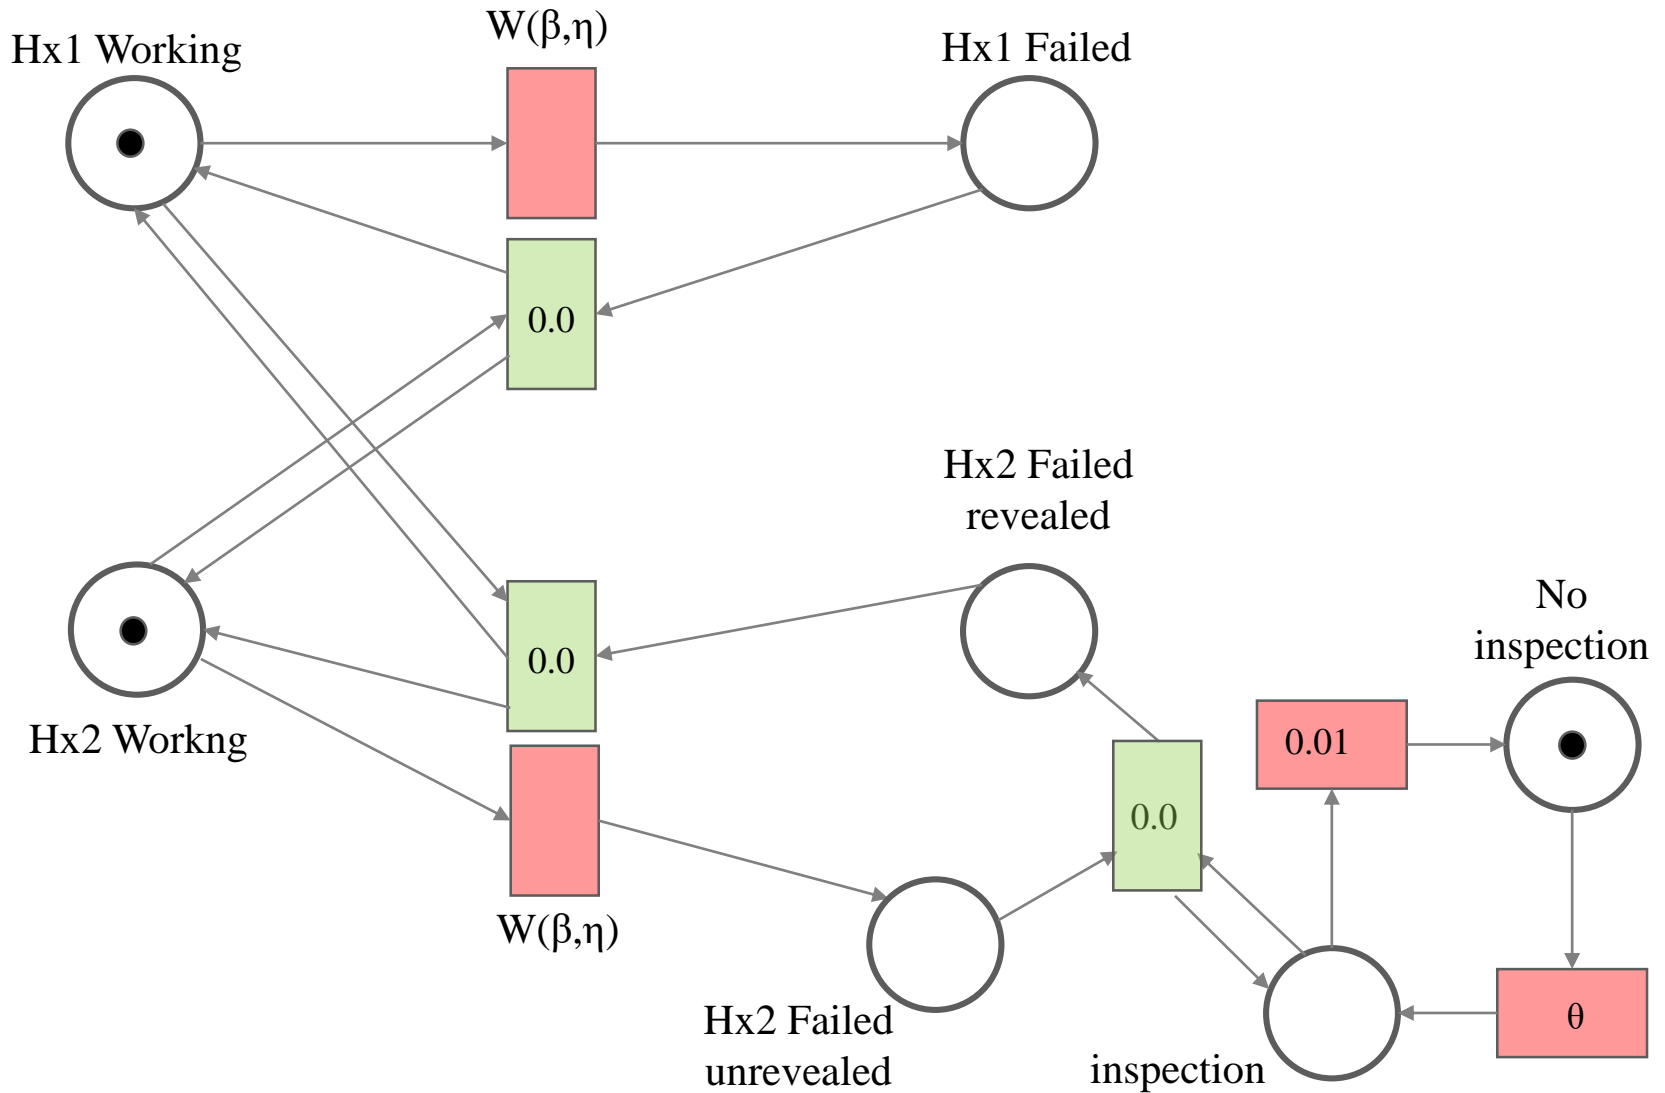 W(β,η)
Hx1 Working
Hx1 Failed
0.0
Hx2 Failed
revealed
No
inspection
0.0
Hx2 Workng
0.01
0.0
W(β,η)
Hx2 Failed
unrevealed
inspection
θ